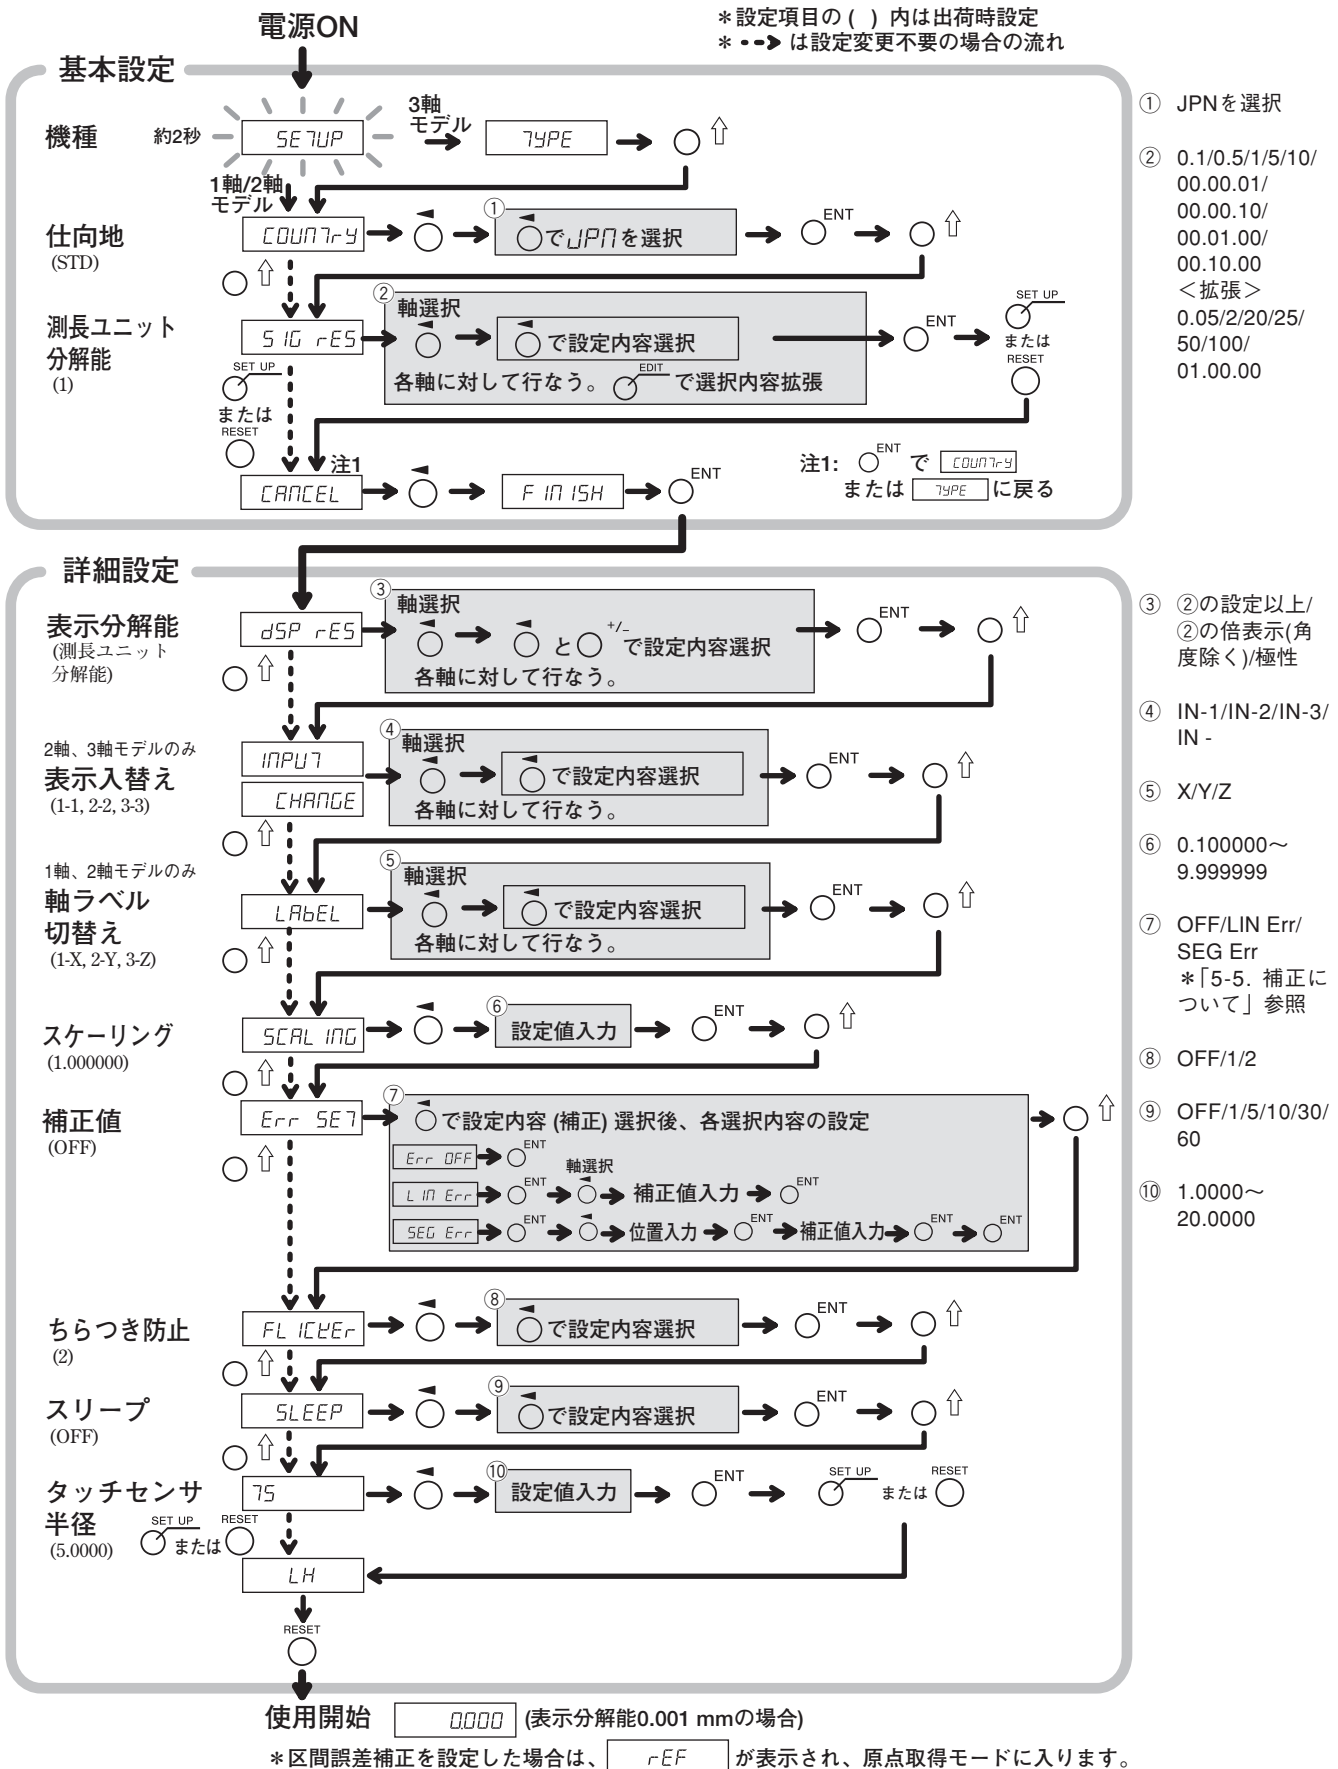 電源ON
＊設定項目の ( ) 内は出荷時設定
＊ は設定変更不要の場合の流れ
基本設定
機種
約2秒
SETUP
3軸
モデル
TYPE
1軸/2軸
モデル
仕向地
(STD)
COUNTrY
①
でJPNを選択
ENT
測長ユニット
分解能
(1)
SIG rES
②
軸選択
で設定内容選択
各軸に対して行なう。 EDIT で選択内容拡張
ENT
SET UP
または
RESET
SET UP
または
RESET
CANCEL
注1
FINISH
ENT
注1: ENT で COUNTrY
または TYPE に戻る
① JPNを選択
② 0.1/0.5/1/5/10/
00.00.01/
00.00.10/
00.01.00/
00.10.00
＜拡張＞
0.05/2/20/25/
50/100/
01.00.00
詳細設定
表示分解能
(測長ユニット
分解能)
dSP rES
③
軸選択
と +/- で設定内容選択
各軸に対して行なう。
ENT
2軸、3軸モデルのみ
表示入替え
(1-1, 2-2, 3-3)
INPUT
CHANGE
④
軸選択
で設定内容選択
各軸に対して行なう。
ENT
1軸、2軸モデルのみ
軸ラベル
切替え
(1-X, 2-Y, 3-Z)
LAbEL
⑤
軸選択
で設定内容選択
各軸に対して行なう。
ENT
スケーリング
(1.000000)
SCALING
⑥
設定値入力
ENT
補正値
(OFF)
Err SET
⑦
で設定内容 (補正) 選択後、各選択内容の設定
Err OFF ENT
軸選択
LIN Err ENT 補正値入力 ENT
SEG Err ENT 位置入力 ENT 補正値入力 ENT ENT
ちらつき防止
(2)
FLICKEr
⑧
で設定内容選択
ENT
スリープ
(OFF)
SLEEP
⑨
で設定内容選択
ENT
タッチセンサ
半径
(5.0000)
TS
⑩
設定値入力
ENT
SET UP または RESET
SET UP または RESET
LH
RESET
③ ②の設定以上/
②の倍表示(角
度除く)/極性
④ IN-1/IN-2/IN-3/
IN -
⑤ X/Y/Z
⑥ 0.100000～
9.999999
⑦ OFF/LIN Err/
SEG Err
＊「5-5. 補正に
ついて」参照
⑧ OFF/1/2
⑨ OFF/1/5/10/30/
60
⑩ 1.0000～
20.0000
使用開始 0.000 (表示分解能0.001 mmの場合)
＊区間誤差補正を設定した場合は、 rEF が表示され、原点取得モードに入ります。